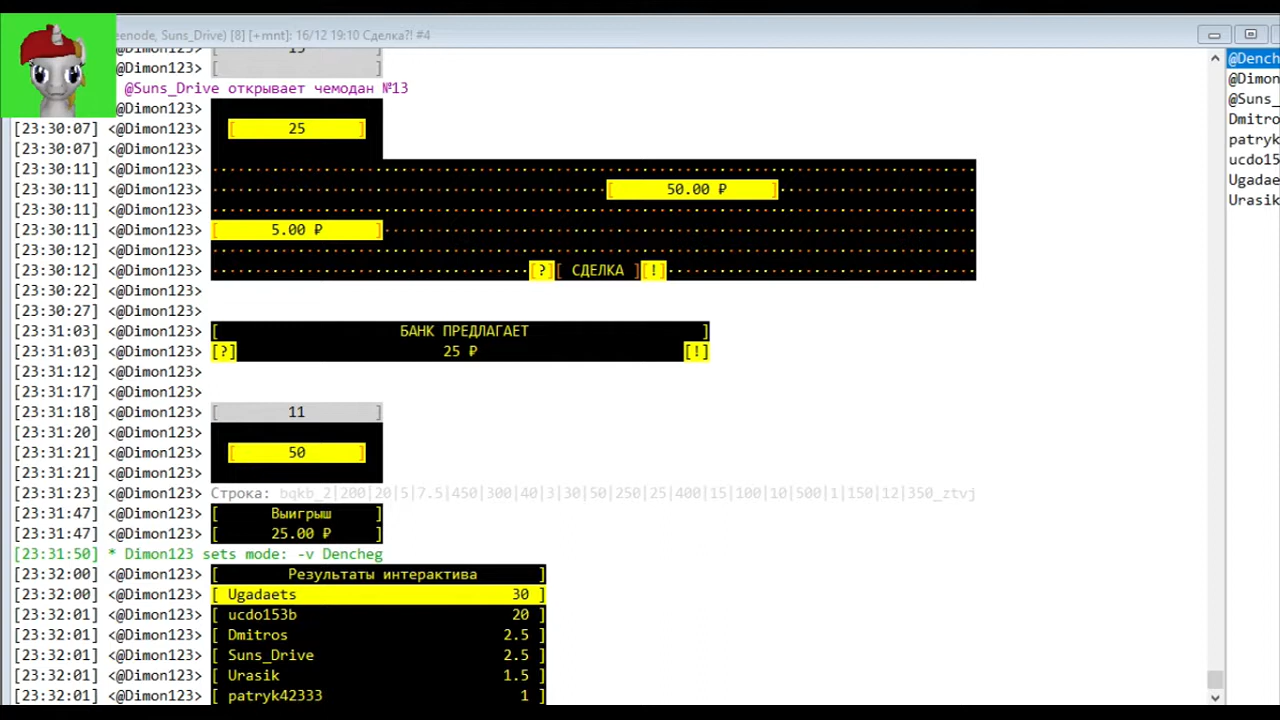 eenode, Suns_Drive) [8] [+mnt]: 16/12 19:10 Сделка?! #4
@Dimon123> [ 15 ]
@Dimon123> [ ]
@Suns_Drive открывает чемодан №13
@Dimon123>
[23:30:07] <@Dimon123> [ 25 ]
[23:30:07] <@Dimon123>
[23:30:11] <@Dimon123>
[23:30:11] <@Dimon123> [ 50.00 ₽ ]
[23:30:11] <@Dimon123>
[23:30:11] <@Dimon123> [ 5.00 ₽ ]
[23:30:12] <@Dimon123>
[23:30:12] <@Dimon123> [?][ СДЕЛКА ][!]
[23:30:22] <@Dimon123>
[23:30:27] <@Dimon123>
[23:31:03] <@Dimon123> [ БАНК ПРЕДЛАГАЕТ ]
[23:31:03] <@Dimon123> [?] 25 ₽ [!]
[23:31:12] <@Dimon123>
[23:31:17] <@Dimon123>
[23:31:18] <@Dimon123> [ 11 ]
[23:31:20] <@Dimon123>
[23:31:21] <@Dimon123> [ 50 ]
[23:31:21] <@Dimon123>
[23:31:23] <@Dimon123> Строка: bqkb_2|200|20|5|7.5|450|300|40|3|30|50|250|25|400|15|100|10|500|1|150|12|350_ztvj
[23:31:47] <@Dimon123> [ Выигрыш ]
[23:31:47] <@Dimon123> [ 25.00 ₽ ]
[23:31:50] * Dimon123 sets mode: -v Dencheg
[23:32:00] <@Dimon123> [ Результаты интерактива ]
[23:32:00] <@Dimon123> [ Ugadaets 30 ]
[23:32:01] <@Dimon123> [ ucdo153b 20 ]
[23:32:01] <@Dimon123> [ Dmitros 2.5 ]
[23:32:01] <@Dimon123> [ Suns_Drive 2.5 ]
[23:32:01] <@Dimon123> [ Urasik 1.5 ]
[23:32:01] <@Dimon123> [ patryk42333 1 ]
@Dench
@Dimon
@Suns_
Dmitro
patryk
ucdo15
Ugadae
Urasik